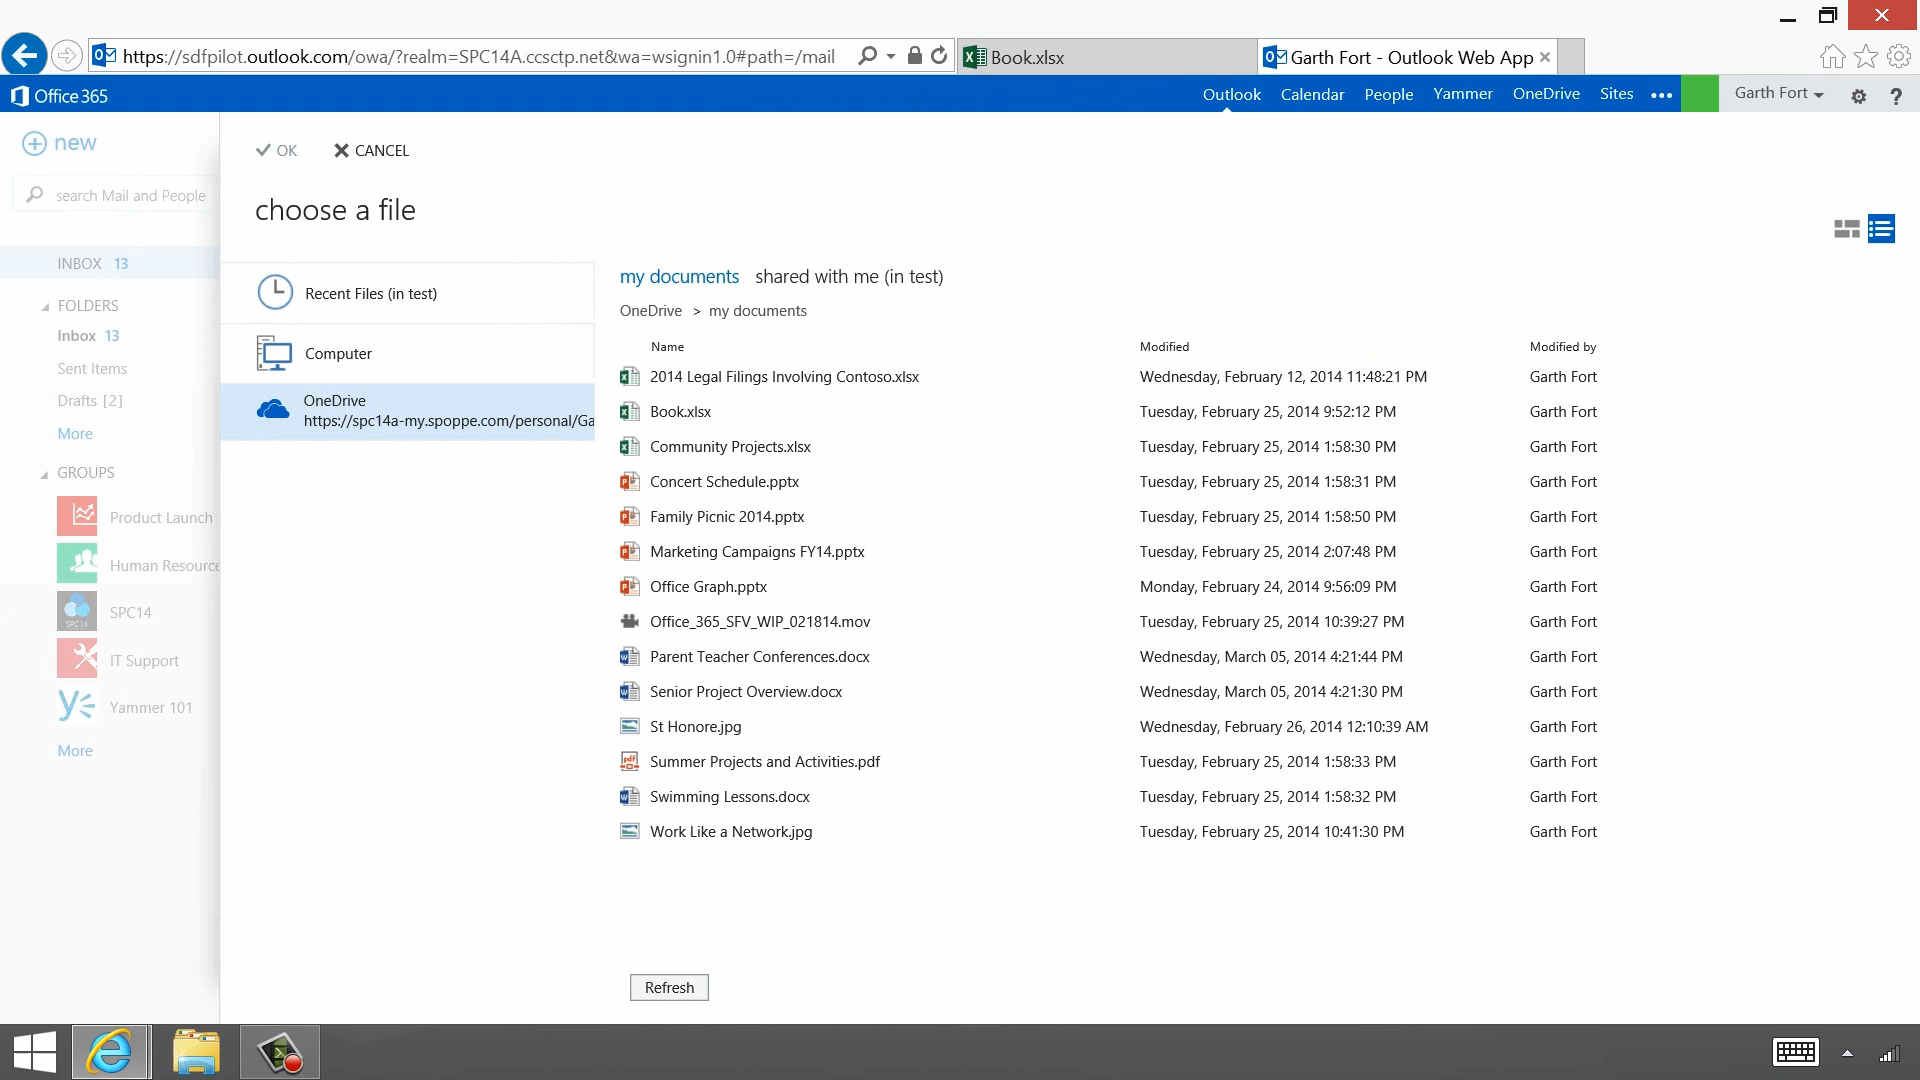 https://sdfpilot.outlook.com/owa/?realm=SPC14A.ccsctp.net&wa=wsignin1.0#path=/mail
Book.xlsx
Garth Fort - Outlook Web App
Office 365
Outlook
Calendar
People
Yammer
OneDrive
Sites
Garth Fort
?
new
OK
CANCEL
search Mail and People
choose a file
INBOX 13
FOLDERS
Inbox 13
Sent Items
Drafts [2]
More
GROUPS
Product Launch
Human Resource
SPC14
SPC14
IT Support
Yammer 101
More
Recent Files (in test)
Computer
OneDrive
https://spc14a-my.spoppe.com/personal/Ga
my documents shared with me (in test)
OneDrive > my documents
Name Modified Modified by
2014 Legal Filings Involving Contoso.xlsx Wednesday, February 12, 2014 11:48:21 PM Garth Fort
Book.xlsx Tuesday, February 25, 2014 9:52:12 PM Garth Fort
Community Projects.xlsx Tuesday, February 25, 2014 1:58:30 PM Garth Fort
Concert Schedule.pptx Tuesday, February 25, 2014 1:58:31 PM Garth Fort
Family Picnic 2014.pptx Tuesday, February 25, 2014 1:58:50 PM Garth Fort
Marketing Campaigns FY14.pptx Tuesday, February 25, 2014 2:07:48 PM Garth Fort
Office Graph.pptx Monday, February 24, 2014 9:56:09 PM Garth Fort
Office_365_SFV_WIP_021814.mov Tuesday, February 25, 2014 10:39:27 PM Garth Fort
Parent Teacher Conferences.docx Wednesday, March 05, 2014 4:21:44 PM Garth Fort
Senior Project Overview.docx Wednesday, March 05, 2014 4:21:30 PM Garth Fort
St Honore.jpg Wednesday, February 26, 2014 12:10:39 AM Garth Fort
Summer Projects and Activities.pdf Tuesday, February 25, 2014 1:58:33 PM Garth Fort
Swimming Lessons.docx Tuesday, February 25, 2014 1:58:32 PM Garth Fort
Work Like a Network.jpg Tuesday, February 25, 2014 10:41:30 PM Garth Fort
Refresh